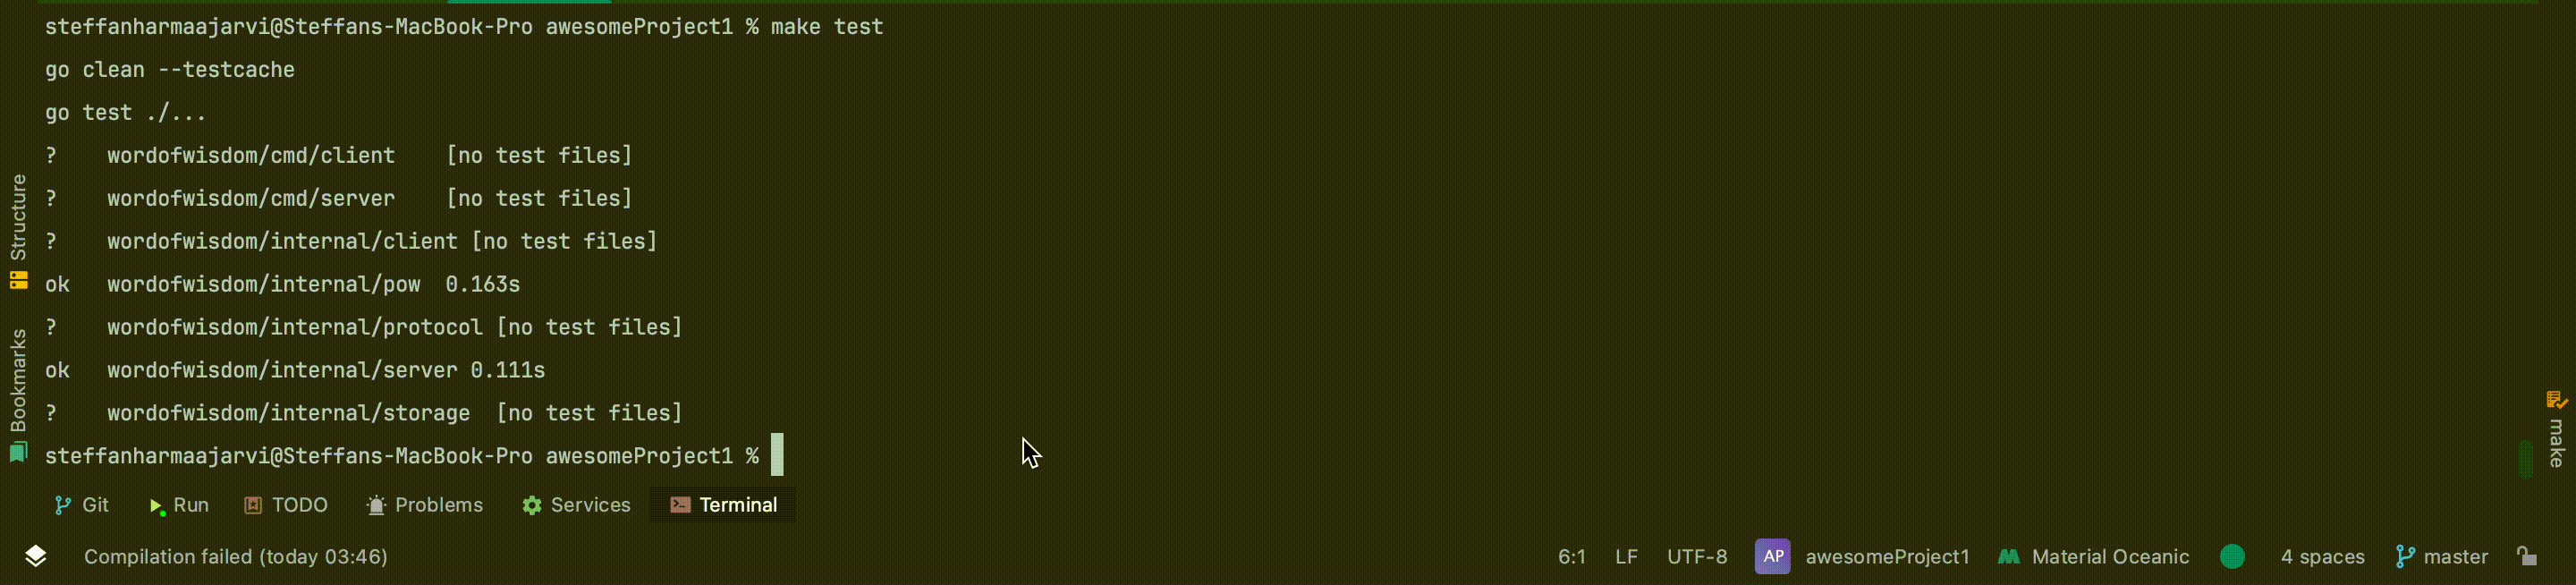 steffanharmaajarvi@Steffans-MacBook-Pro awesomeProject1 % make test
go clean --testcache
go test ./...
?    wordofwisdom/cmd/client    [no test files]
?    wordofwisdom/cmd/server    [no test files]
?    wordofwisdom/internal/client [no test files]
ok   wordofwisdom/internal/pow  0.163s
?    wordofwisdom/internal/protocol [no test files]
ok   wordofwisdom/internal/server 0.111s
?    wordofwisdom/internal/storage  [no test files]
steffanharmaajarvi@Steffans-MacBook-Pro awesomeProject1 %
Structure
Bookmarks
make
Git Run TODO Problems Services Terminal
Compilation failed (today 03:46) 6:1 LF UTF-8 AP awesomeProject1 Material Oceanic 4 spaces master